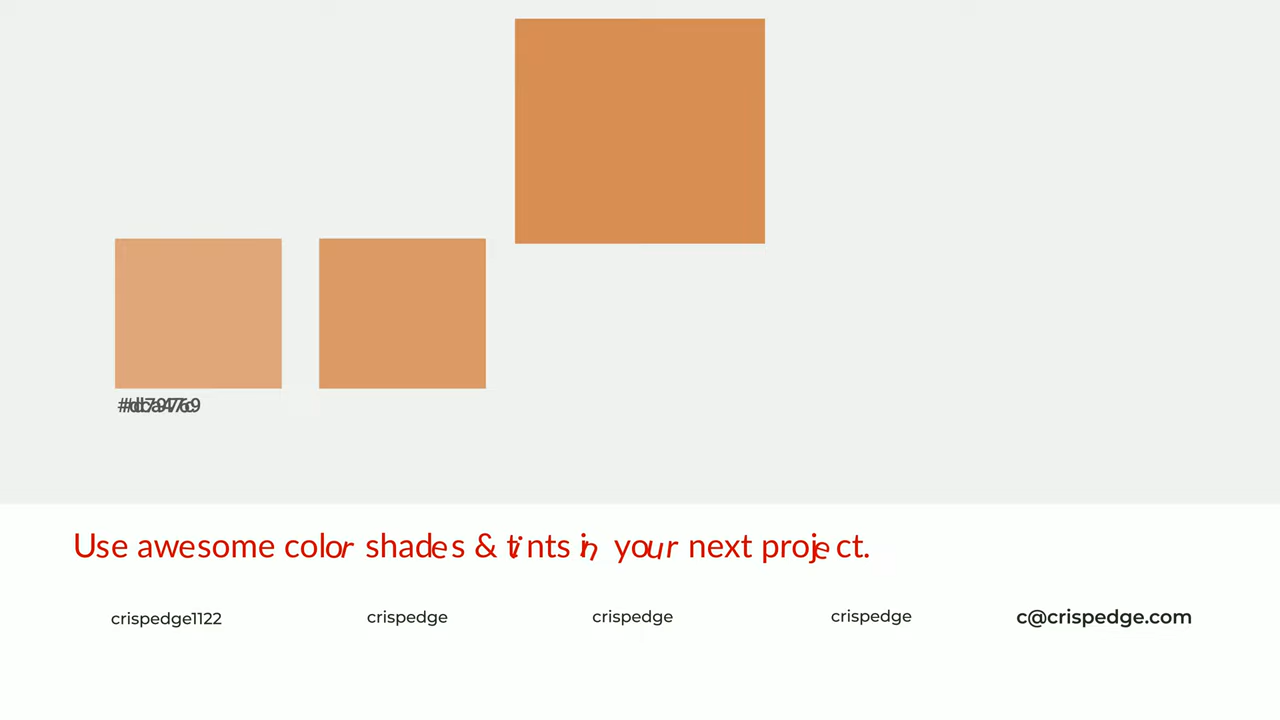 Use awesome color shades & tints in your next project.
crispedge1122 crispedge crispedge crispedge c@crispedge.com